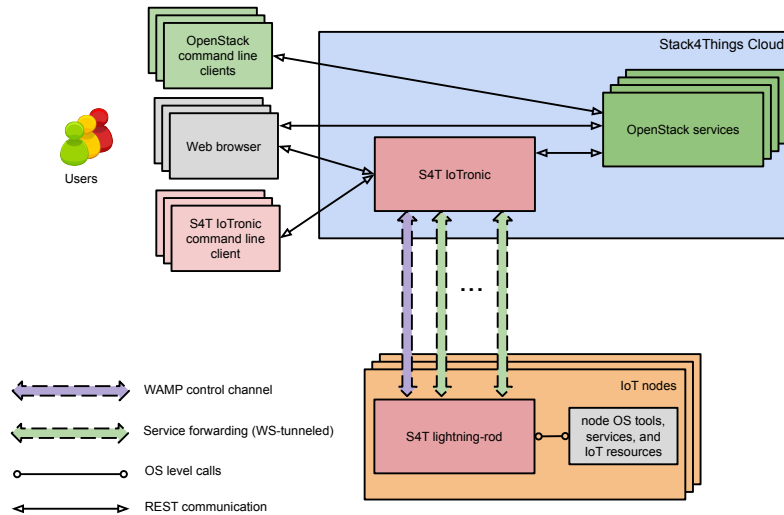 OpenStack
command line
clients
Stack4Things Cloud
Web browser
OpenStack services
Users
S4T IoTronic
S4T IoTronic
command line
client
...
IoT nodes
WAMP control channel
S4T lightning-rod
node OS tools,
services, and
IoT resources
Service forwarding (WS-tunneled)
OS level calls
REST communication